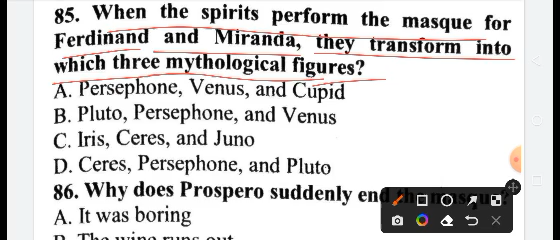 85. When the spirits perform the masque for
Ferdinand and Miranda, they transform into
which three mythological figures?
A. Persephone, Venus, and Cupid
B. Pluto, Persephone, and Venus
C. Iris, Ceres, and Juno
D. Ceres, Persephone, and Pluto
86. Why does Prospero suddenly end
A. It was boring